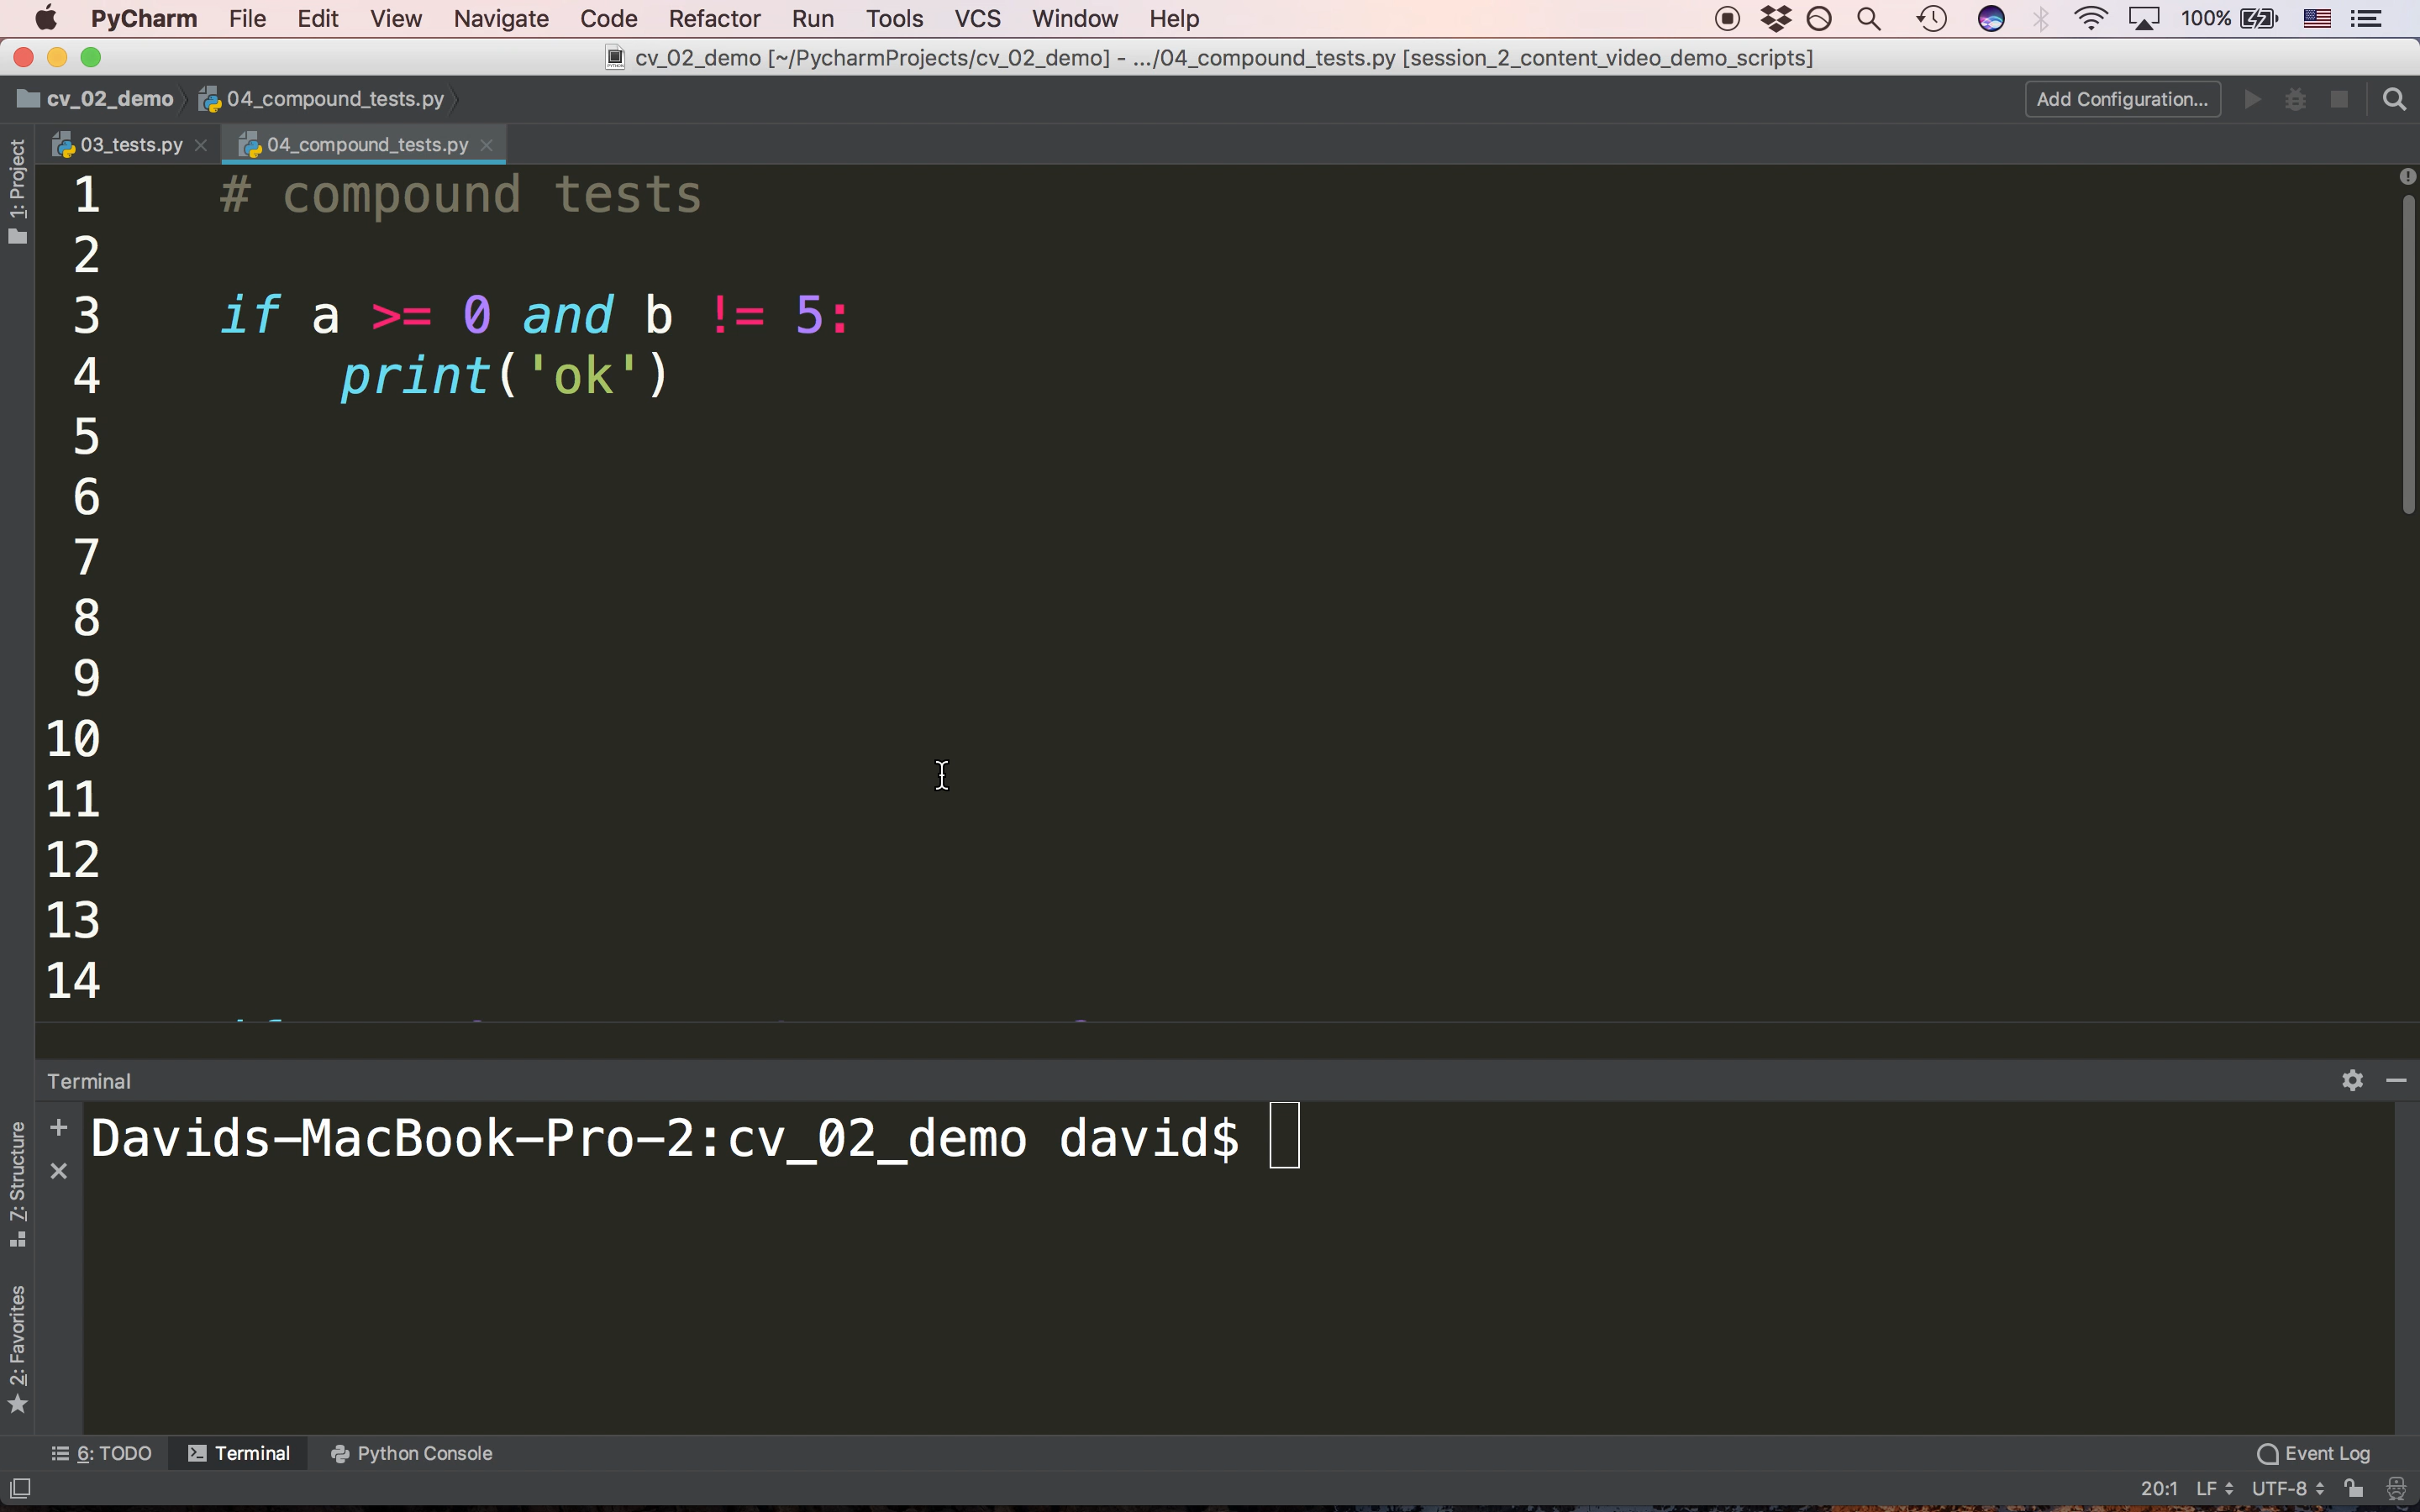 PyCharm File Edit View Navigate Code Refactor Run Tools VCS Window Help 100%
cv_02_demo [~/PycharmProjects/cv_02_demo] - .../04_compound_tests.py [session_2_content_video_demo_scripts]
cv_02_demo 04_compound_tests.py Add Configuration...
03_tests.py 04_compound_tests.py
1: Project
1 # compound tests
2
3 if a >= 0 and b != 5:
4 print('ok')
5
6
7
8
9
10
11
12
13
14
Terminal
Davids-MacBook-Pro-2:cv_02_demo david$
7: Structure
2: Favorites
6: TODO Terminal Python Console Event Log
20:1 LF UTF-8